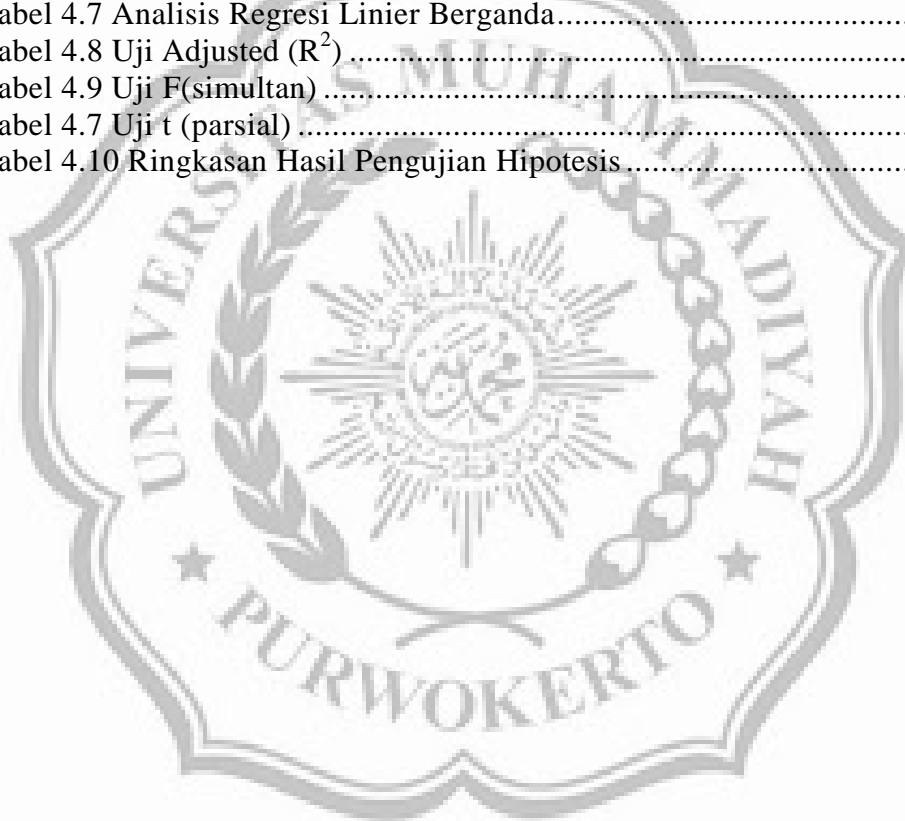 abel 4.7 Analisis Regresi Linier Berganda....................................................
abel 4.8 Uji Adjusted (R²) ....................................................................................
abel 4.9 Uji F(simultan) ........................................................................................
abel 4.7 Uji t (parsial) ...........................................................................................
abel 4.10 Ringkasan Hasil Pengujian Hipotesis..........................................
UNIVERSITAS MUHAMMADIYAH
PURWOKERTO